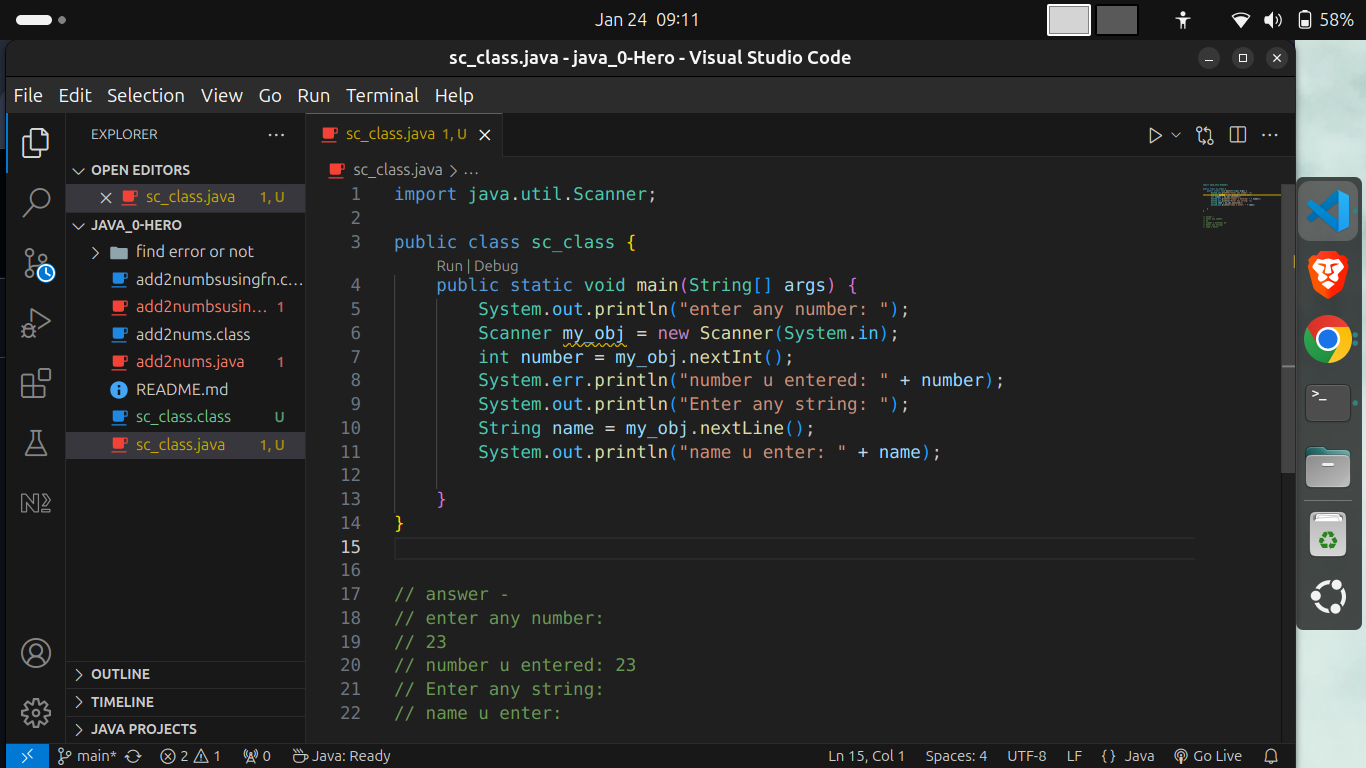 Jan 24 09:11
58%
sc_class.java - java_0-Hero - Visual Studio Code
File Edit Selection View Go Run Terminal Help
EXPLORER
sc_class.java 1, U
OPEN EDITORS
sc_class.java 1, U
JAVA_0-HERO
find error or not
add2numbsusingfn.c...
add2numbsusin... 1
add2nums.class
add2nums.java 1
README.md
sc_class.class U
sc_class.java 1, U
OUTLINE
TIMELINE
JAVA PROJECTS
sc_class.java > ...
1 import java.util.Scanner;
2
3 public class sc_class {
Run | Debug
4 public static void main(String[] args) {
5 System.out.println("enter any number: ");
6 Scanner my_obj = new Scanner(System.in);
7 int number = my_obj.nextInt();
8 System.err.println("number u entered: " + number);
9 System.out.println("Enter any string: ");
10 String name = my_obj.nextLine();
11 System.out.println("name u enter: " + name);
12
13 }
14 }
15
16
17 // answer -
18 // enter any number:
19 // 23
20 // number u entered: 23
21 // Enter any string:
22 // name u enter:
main* 2 1 0 Java: Ready Ln 15, Col 1 Spaces: 4 UTF-8 LF {} Java Go Live